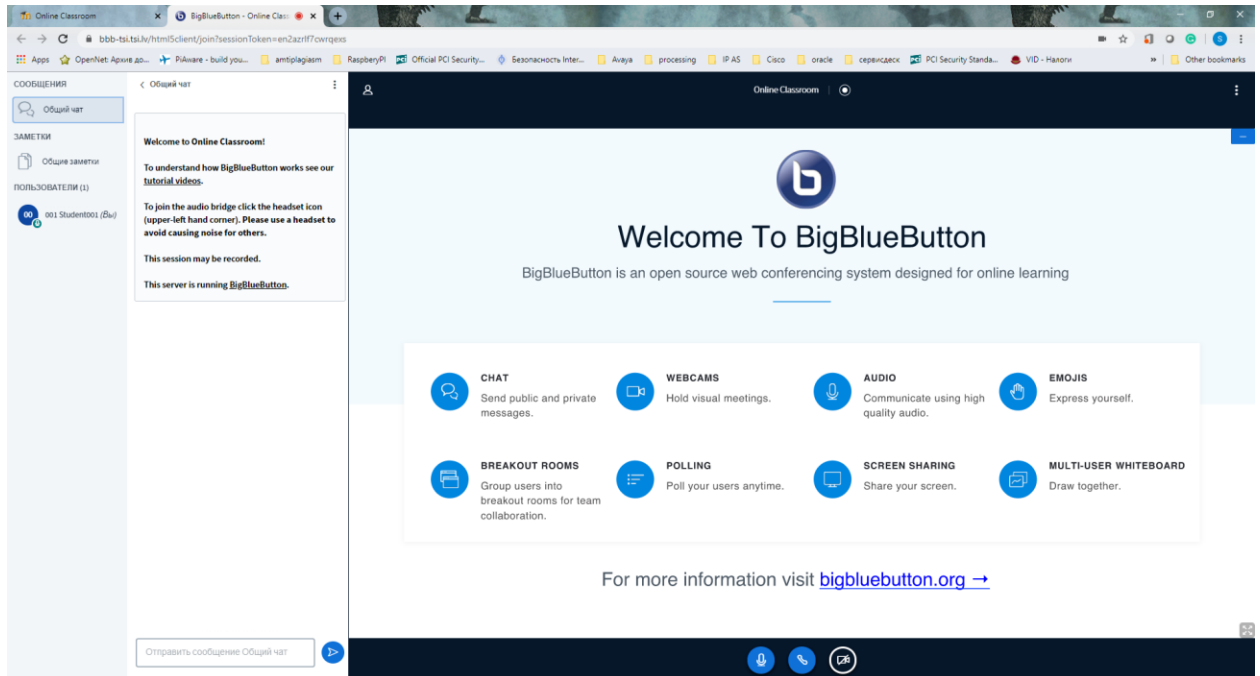 Online Classroom
BigBlueButton - Online Clas
bbb-tsi.tsi.lv/html5client/join?sessionToken=en2azrlf7cwrqexs
Apps OpenNet: Архив до... PiAware - build you... amtiplagiasm RaspberyPI Official PCI Security... Безопасность Inter... Avaya processing IP AS Cisco oracle сервисдеск PCI Security Standa... VID - Налоги » Other bookmarks
СООБЩЕНИЯ
Общий чат
ЗАМЕТКИ
Общие заметки
ПОЛЬЗОВАТЕЛИ (1)
00 001 Student001 (Вы)
Общий чат
Welcome to Online Classroom!
To understand how BigBlueButton works see our
tutorial videos.
To join the audio bridge click the headset icon
(upper-left hand corner). Please use a headset to
avoid causing noise for others.
This session may be recorded.
This server is running BigBlueButton.
Отправить сообщение Общий чат
Online Classroom
Welcome To BigBlueButton
BigBlueButton is an open source web conferencing system designed for online learning
CHAT
Send public and private
messages.
WEBCAMS
Hold visual meetings.
AUDIO
Communicate using high
quality audio.
EMOJIS
Express yourself.
BREAKOUT ROOMS
Group users into
breakout rooms for team
collaboration.
POLLING
Poll your users anytime.
SCREEN SHARING
Share your screen.
MULTI-USER WHITEBOARD
Draw together.
For more information visit bigbluebutton.org →